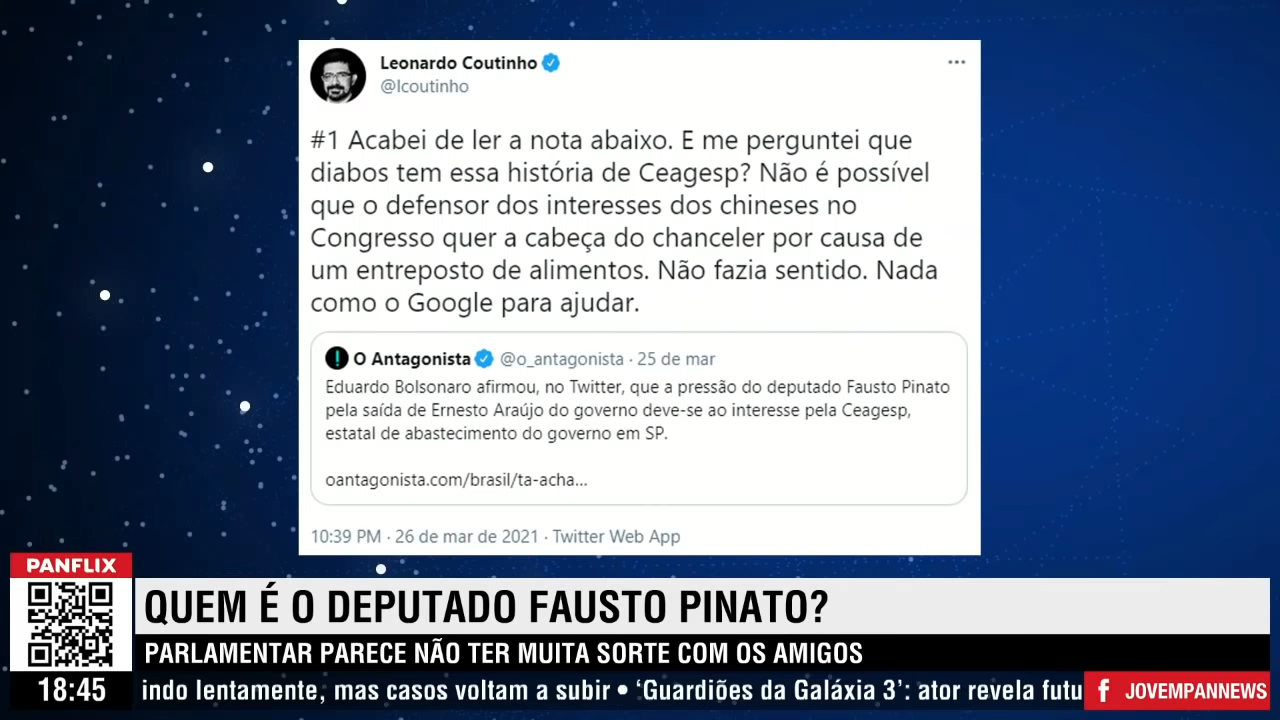 Leonardo Coutinho
@lcoutinho
#1 Acabei de ler a nota abaixo. E me perguntei que
diabos tem essa história de Ceagesp? Não é possível
que o defensor dos interesses dos chineses no
Congresso quer a cabeça do chanceler por causa de
um entreposto de alimentos. Não fazia sentido. Nada
como o Google para ajudar.
O Antagonista @o_antagonista · 25 de mar
Eduardo Bolsonaro afirmou, no Twitter, que a pressão do deputado Fausto Pinato
pela saída de Ernesto Araújo do governo deve-se ao interesse pela Ceagesp,
estatal de abastecimento do governo em SP.
oantagonista.com/brasil/ta-acha...
10:39 PM · 26 de mar de 2021 · Twitter Web App
PANFLIX
QUEM É O DEPUTADO FAUSTO PINATO?
PARLAMENTAR PARECE NÃO TER MUITA SORTE COM OS AMIGOS
18:45 indo lentamente, mas casos voltam a subir • ‘Guardiões da Galáxia 3’: ator revela futu f JOVEMPANNEWS